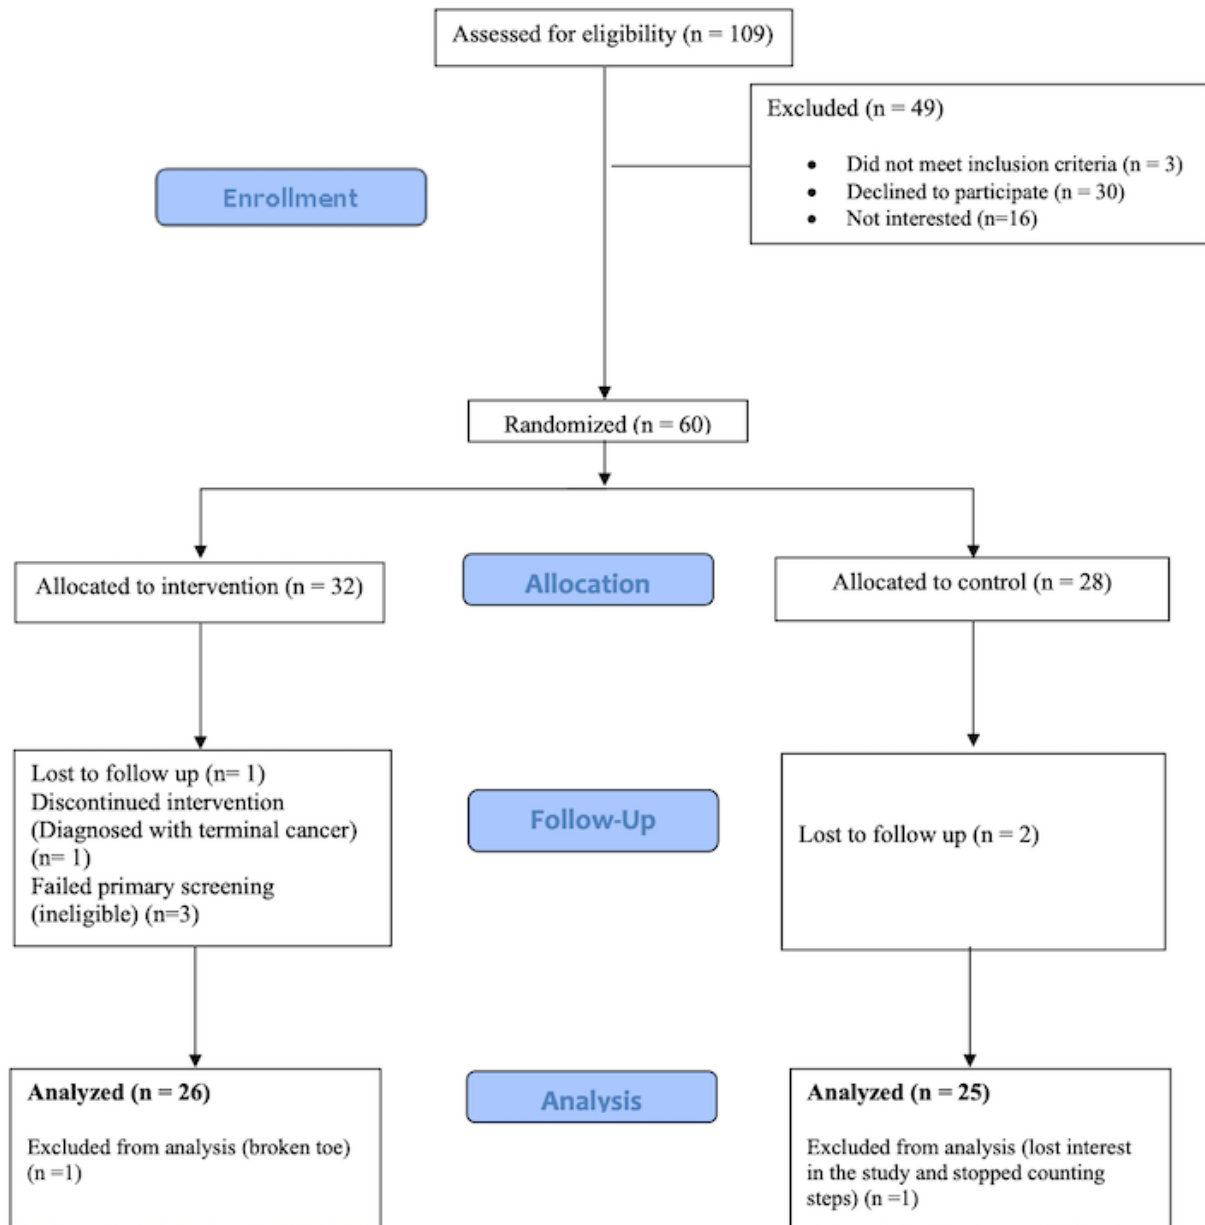 Assessed for eligibility (n = 109)
Excluded (n = 49)
• Did not meet inclusion criteria (n = 3)
• Declined to participate (n = 30)
• Not interested (n=16)
Enrollment
Randomized (n = 60)
Allocated to intervention (n = 32)
Allocation
Allocated to control (n = 28)
Lost to follow up (n= 1)
Discontinued intervention
(Diagnosed with terminal cancer)
(n= 1)
Failed primary screening
(ineligible) (n=3)
Follow-Up
Lost to follow up (n = 2)
Analyzed (n = 26)
Excluded from analysis (broken toe)
(n =1)
Analysis
Analyzed (n = 25)
Excluded from analysis (lost interest
in the study and stopped counting
steps) (n =1)